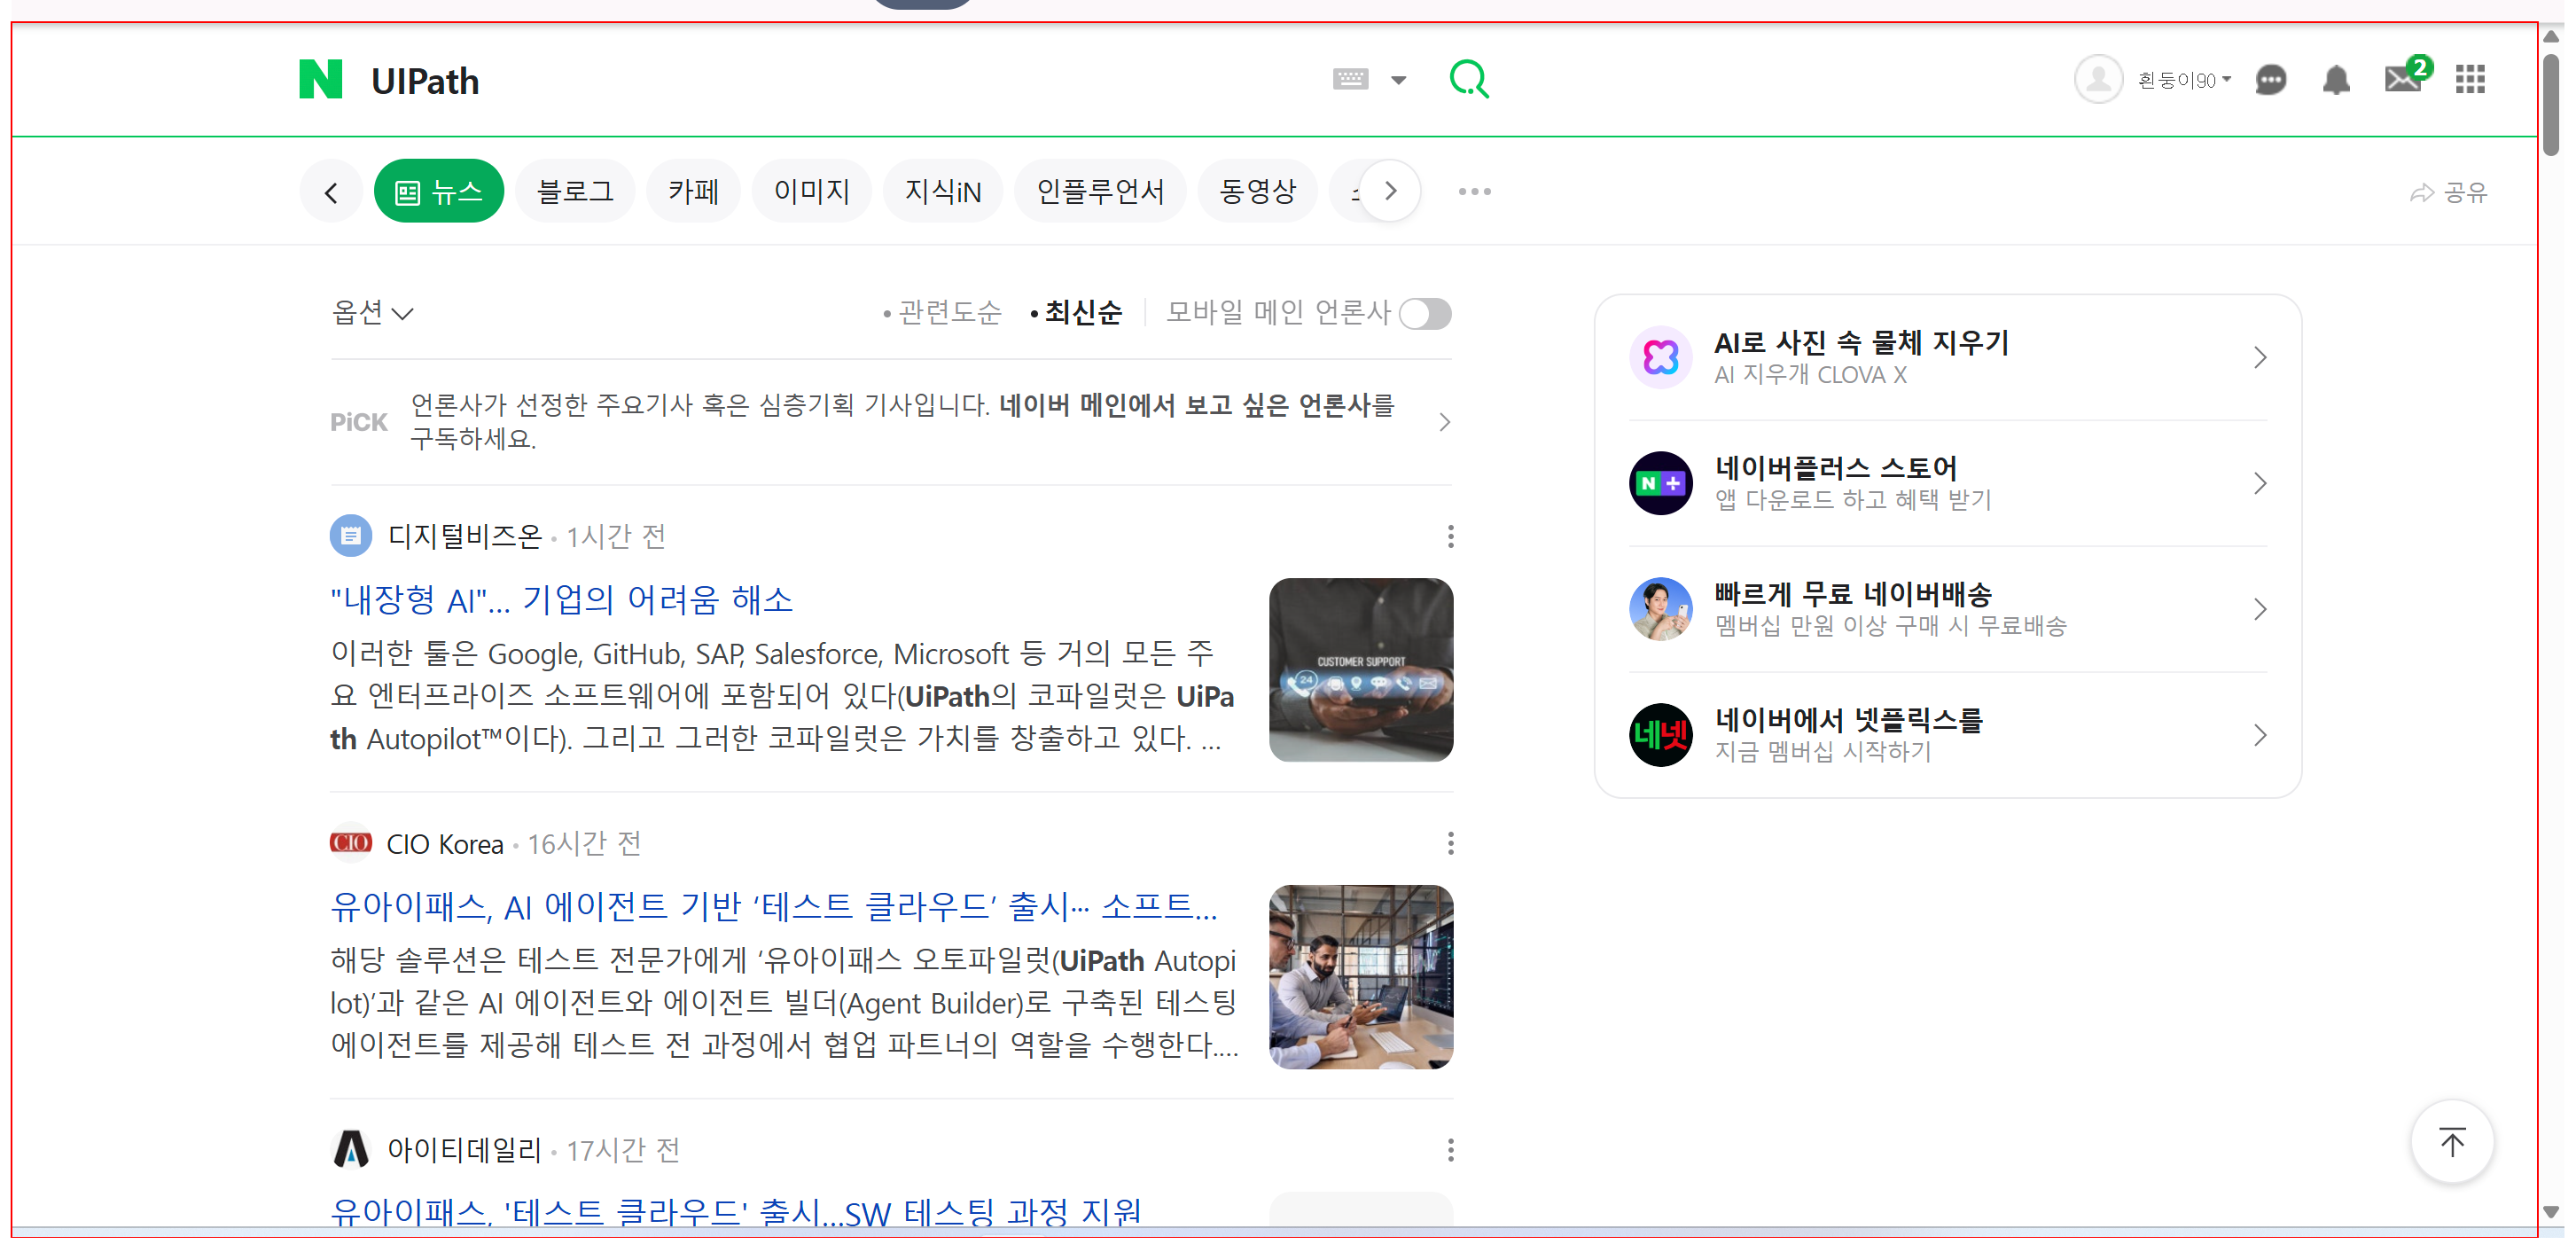 N UIPath
흰둥이90
2
뉴스 블로그 카페 이미지 지식iN 인플루언서 동영상
공유
옵션
관련도순 최신순 모바일 메인 언론사
PiCK
언론사가 선정한 주요기사 혹은 심층기획 기사입니다. 네이버 메인에서 보고 싶은 언론사를
구독하세요.
디지털비즈온 1시간 전
"내장형 AI"... 기업의 어려움 해소
이러한 툴은 Google, GitHub, SAP, Salesforce, Microsoft 등 거의 모든 주
요 엔터프라이즈 소프트웨어에 포함되어 있다(UiPath의 코파일럿은 UiPa
th Autopilot™이다). 그리고 그러한 코파일럿은 가치를 창출하고 있다. ...
CUSTOMER SUPPORT
24
CIO
CIO Korea 16시간 전
유아이패스, AI 에이전트 기반 ‘테스트 클라우드’ 출시··· 소프트...
해당 솔루션은 테스트 전문가에게 ‘유아이패스 오토파일럿(UiPath Autopi
lot)’과 같은 AI 에이전트와 에이전트 빌더(Agent Builder)로 구축된 테스팅
에이전트를 제공해 테스트 전 과정에서 협업 파트너의 역할을 수행한다....
아이티데일리 17시간 전
유아이패스, '테스트 클라우드' 출시…SW 테스팅 과정 지원
AI로 사진 속 물체 지우기
AI 지우개 CLOVA X
N +
네이버플러스 스토어
앱 다운로드 하고 혜택 받기
빠르게 무료 네이버배송
멤버십 만원 이상 구매 시 무료배송
네넷
네이버에서 넷플릭스를
지금 멤버십 시작하기